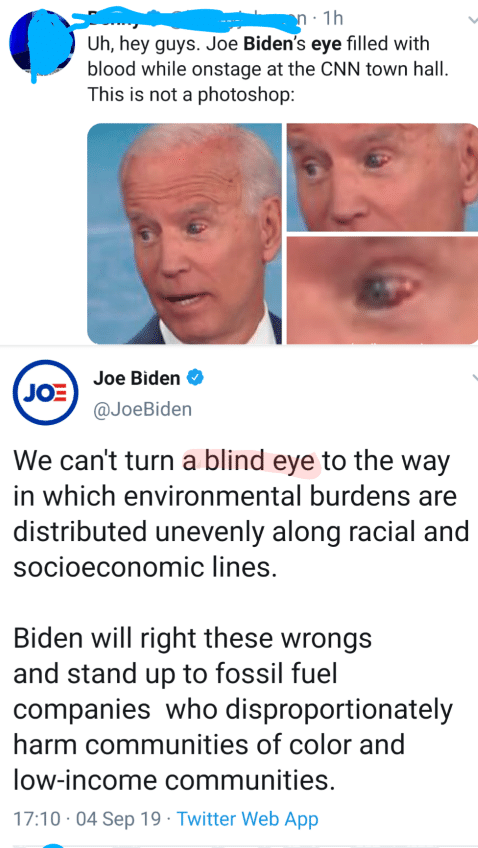 n · 1h
Uh, hey guys. Joe Biden's eye filled with
blood while onstage at the CNN town hall.
This is not a photoshop:
JOE
Joe Biden
@JoeBiden
We can't turn a blind eye to the way
in which environmental burdens are
distributed unevenly along racial and
socioeconomic lines.
Biden will right these wrongs
and stand up to fossil fuel
companies who disproportionately
harm communities of color and
low-income communities.
17:10 · 04 Sep 19 · Twitter Web App